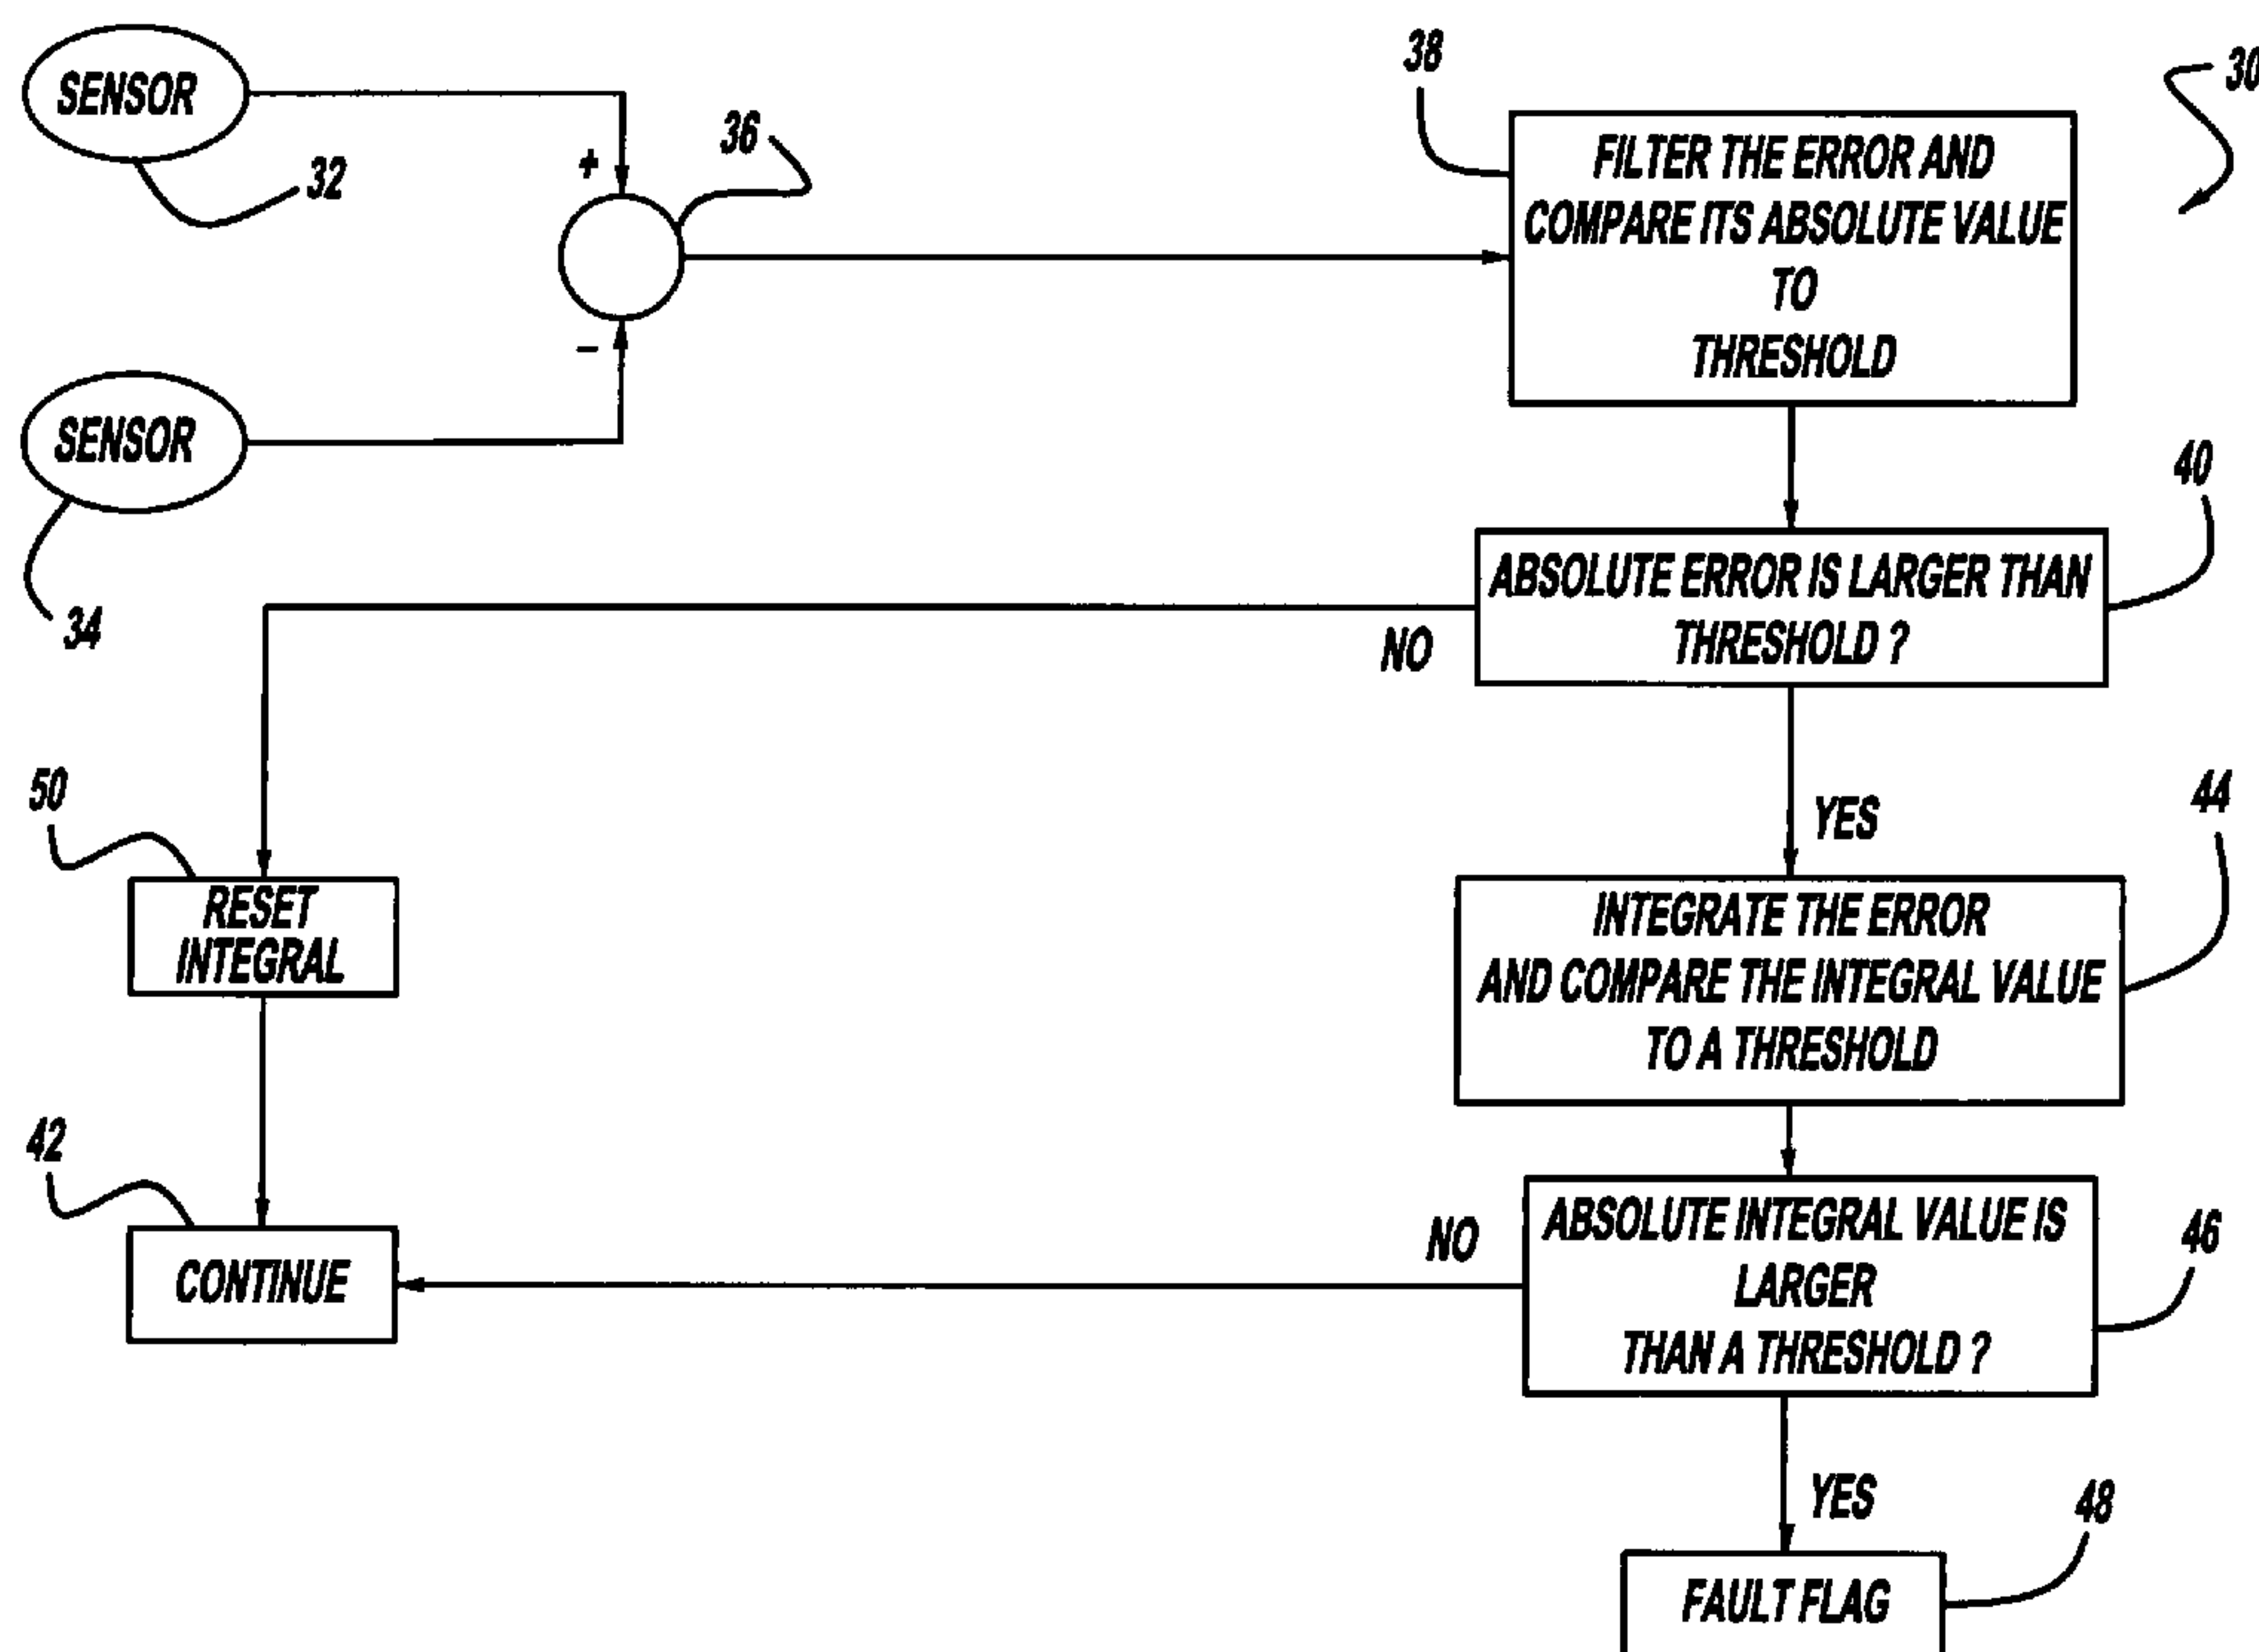 SENSOR
32
+
36
-
SENSOR
34
38
30
FILTER THE ERROR AND
COMPARE ITS ABSOLUTE VALUE
TO
THRESHOLD
40
ABSOLUTE ERROR IS LARGER THAN
THRESHOLD ?
NO
YES
50
RESET
INTEGRAL
44
INTEGRATE THE ERROR
AND COMPARE THE INTEGRAL VALUE
TO A THRESHOLD
42
CONTINUE
NO
46
ABSOLUTE INTEGRAL VALUE IS
LARGER
THAN A THRESHOLD ?
YES
48
FAULT FLAG